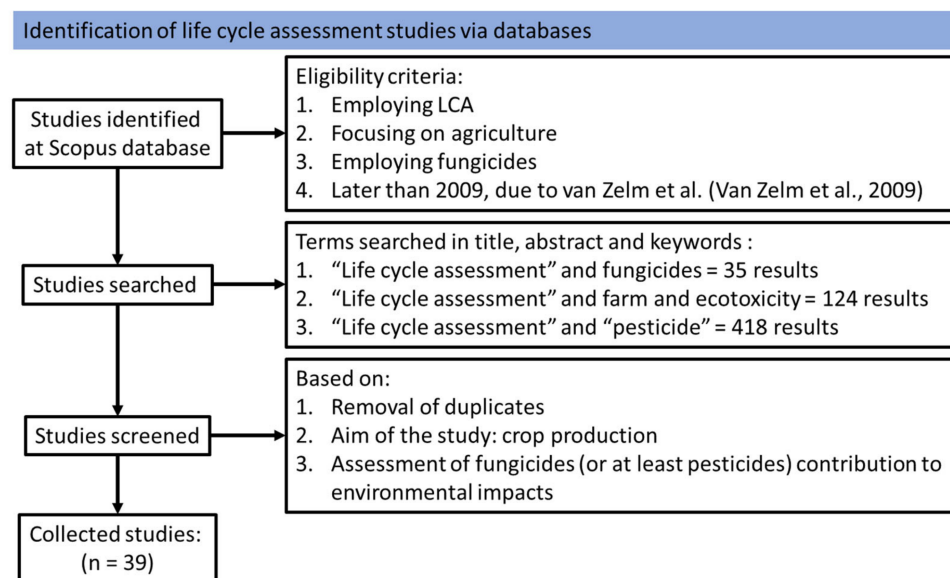 Identification of life cycle assessment studies via databases
Studies identified
at Scopus database
Eligibility criteria:
1. Employing LCA
2. Focusing on agriculture
3. Employing fungicides
4. Later than 2009, due to van Zelm et al. (Van Zelm et al., 2009)
Studies searched
Terms searched in title, abstract and keywords :
1. “Life cycle assessment” and fungicides = 35 results
2. “Life cycle assessment” and farm and ecotoxicity = 124 results
3. “Life cycle assessment” and “pesticide” = 418 results
Studies screened
Based on:
1. Removal of duplicates
2. Aim of the study: crop production
3. Assessment of fungicides (or at least pesticides) contribution to
environmental impacts
Collected studies:
(n = 39)